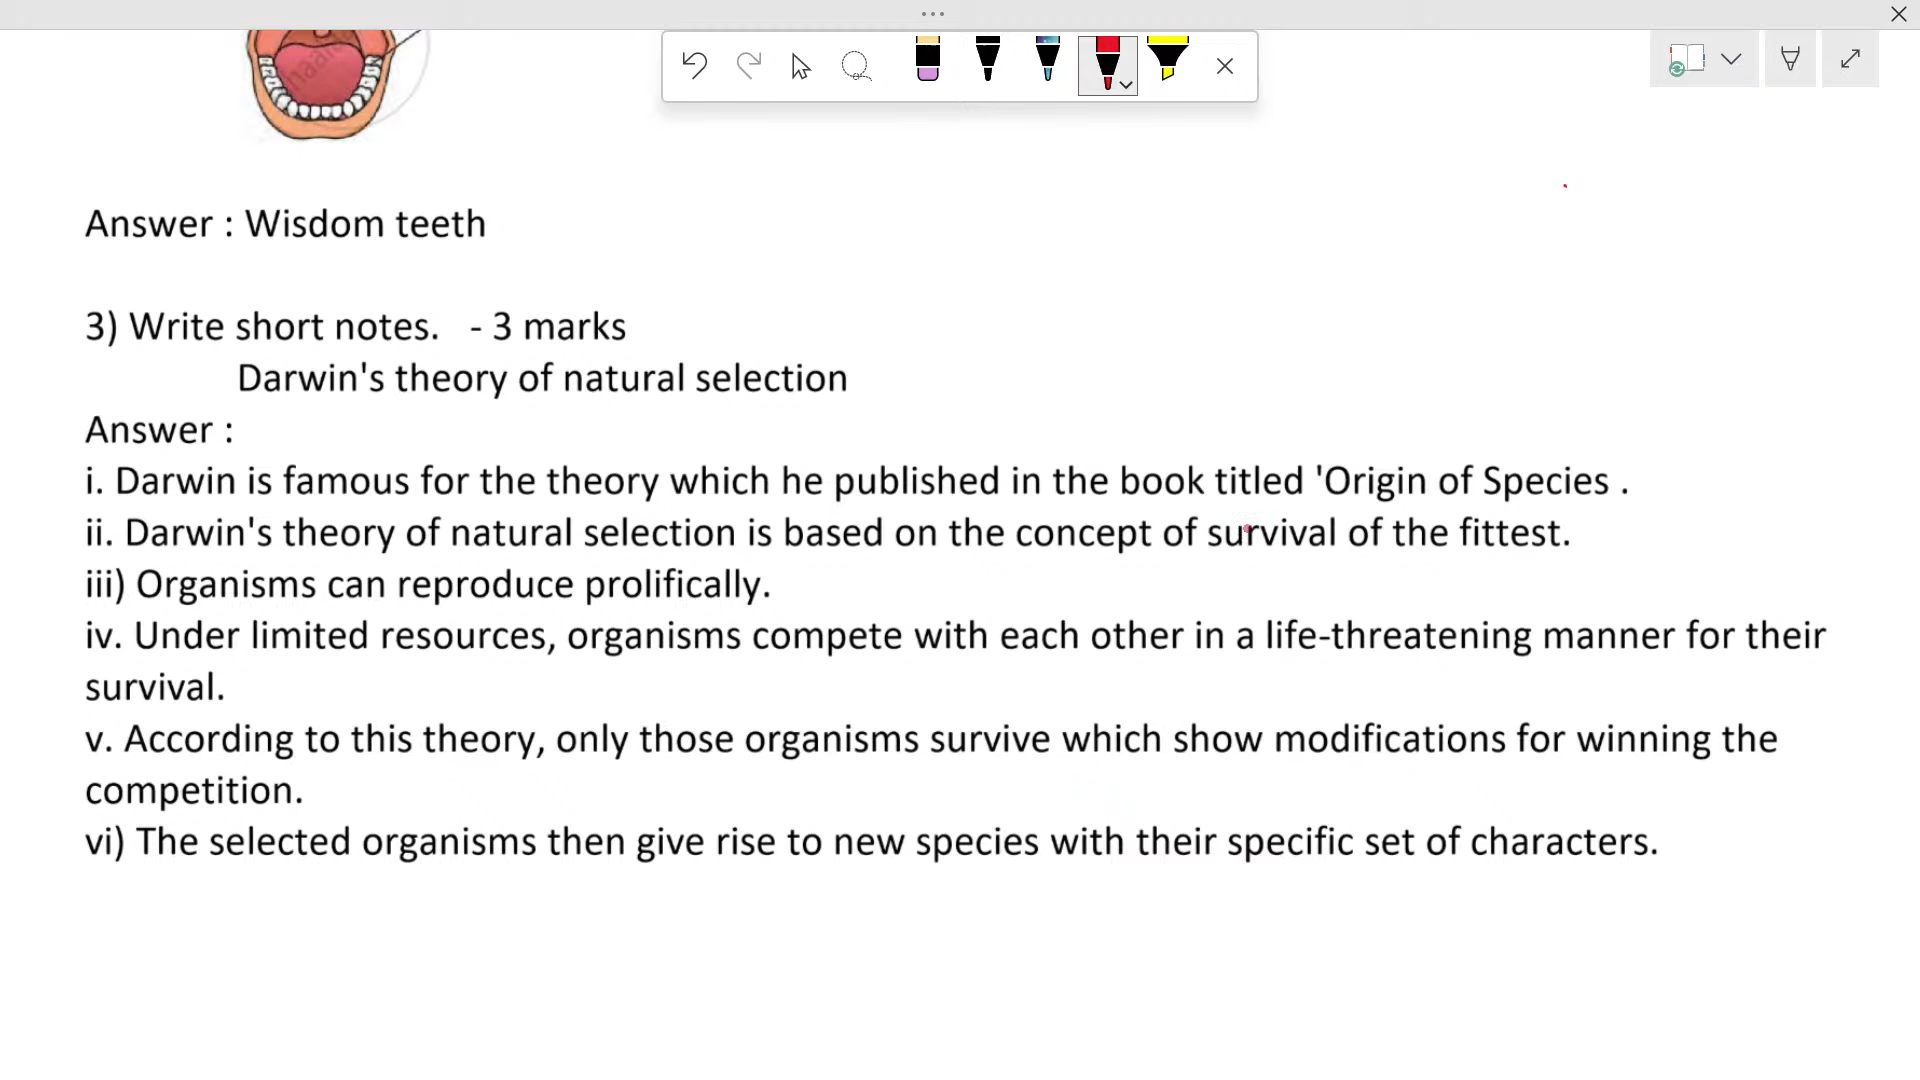 Answer : Wisdom teeth
3) Write short notes.   - 3 marks
Darwin's theory of natural selection
Answer :
i. Darwin is famous for the theory which he published in the book titled 'Origin of Species .
ii. Darwin's theory of natural selection is based on the concept of survival of the fittest.
iii) Organisms can reproduce prolifically.
iv. Under limited resources, organisms compete with each other in a life-threatening manner for their
survival.
v. According to this theory, only those organisms survive which show modifications for winning the
competition.
vi) The selected organisms then give rise to new species with their specific set of characters.